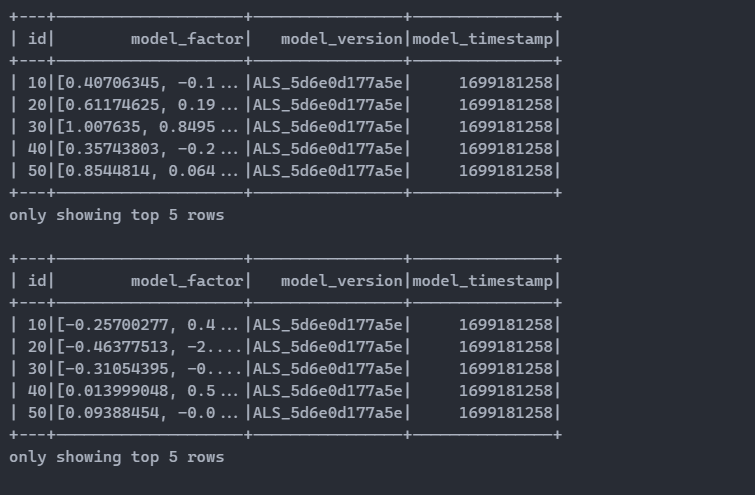 +---+--------------------+----------------+---------------+
| id|        model_factor|   model_version|model_timestamp|
+---+--------------------+----------------+---------------+
| 10|[0.40706345, -0.1...|ALS_5d6e0d177a5e|     1699181258|
| 20|[0.61174625, 0.19...|ALS_5d6e0d177a5e|     1699181258|
| 30|[1.007635, 0.8495...|ALS_5d6e0d177a5e|     1699181258|
| 40|[0.35743803, -0.2...|ALS_5d6e0d177a5e|     1699181258|
| 50|[0.8544814, 0.064...|ALS_5d6e0d177a5e|     1699181258|
+---+--------------------+----------------+---------------+
only showing top 5 rows
+---+--------------------+----------------+---------------+
| id|        model_factor|   model_version|model_timestamp|
+---+--------------------+----------------+---------------+
| 10|[-0.25700277, 0.4...|ALS_5d6e0d177a5e|     1699181258|
| 20|[-0.46377513, -2....|ALS_5d6e0d177a5e|     1699181258|
| 30|[-0.31054395, -0....|ALS_5d6e0d177a5e|     1699181258|
| 40|[0.013999048, 0.5...|ALS_5d6e0d177a5e|     1699181258|
| 50|[0.09388454, -0.0...|ALS_5d6e0d177a5e|     1699181258|
+---+--------------------+----------------+---------------+
only showing top 5 rows